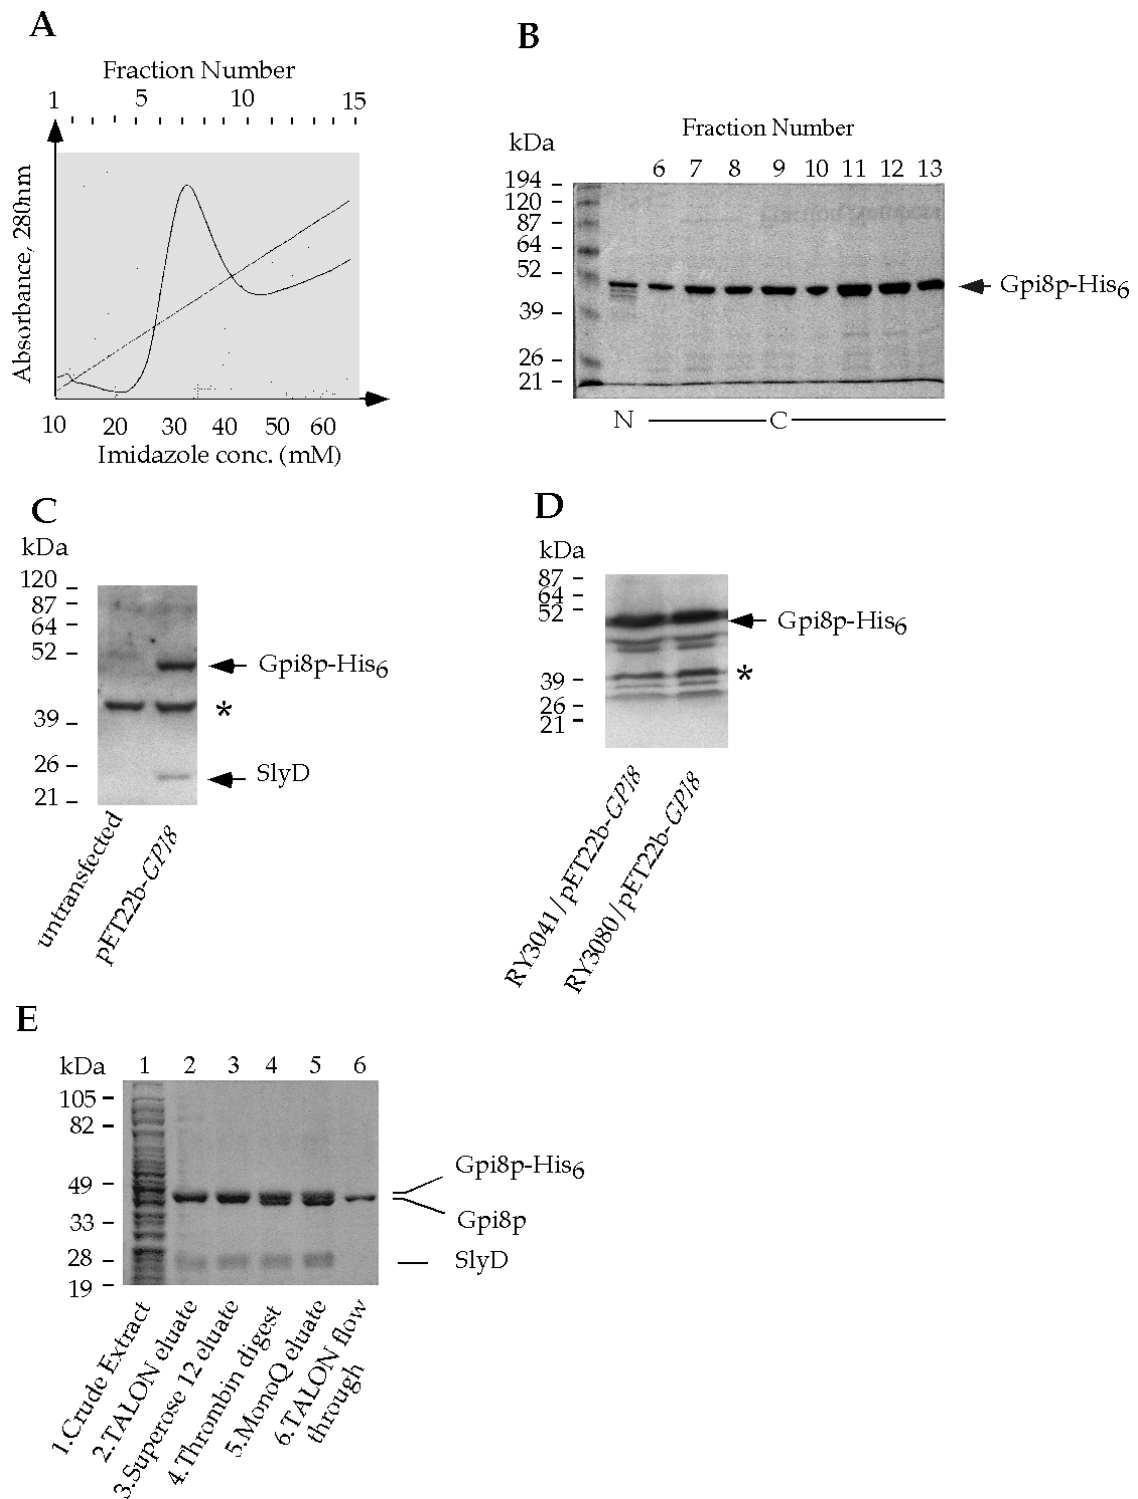 A
Fraction Number
1 5 10 15
Absorbance, 280nm
10 20 30 40 50 60
Imidazole conc. (mM)
B
Fraction Number
kDa
6 7 8 9 10 11 12 13
194
120
87
64
52
39
26
21
Gpi8p-His6
N C
C
kDa
120
87
64
52
39
26
21
Gpi8p-His6
*
SlyD
untransfected
pET22b-GPI8
D
kDa
87
64
52
39
26
21
Gpi8p-His6
*
RY3041/pET22b-GPI8
RY3080/pET22b-GPI8
E
kDa 1 2 3 4 5 6
105
82
49
33
28
19
Gpi8p-His6
Gpi8p
SlyD
1.Crude Extract
2.TALON eluate
3.Superose 12 eluate
4.Thrombin digest
5.MonoQ eluate
6.TALON flow
through